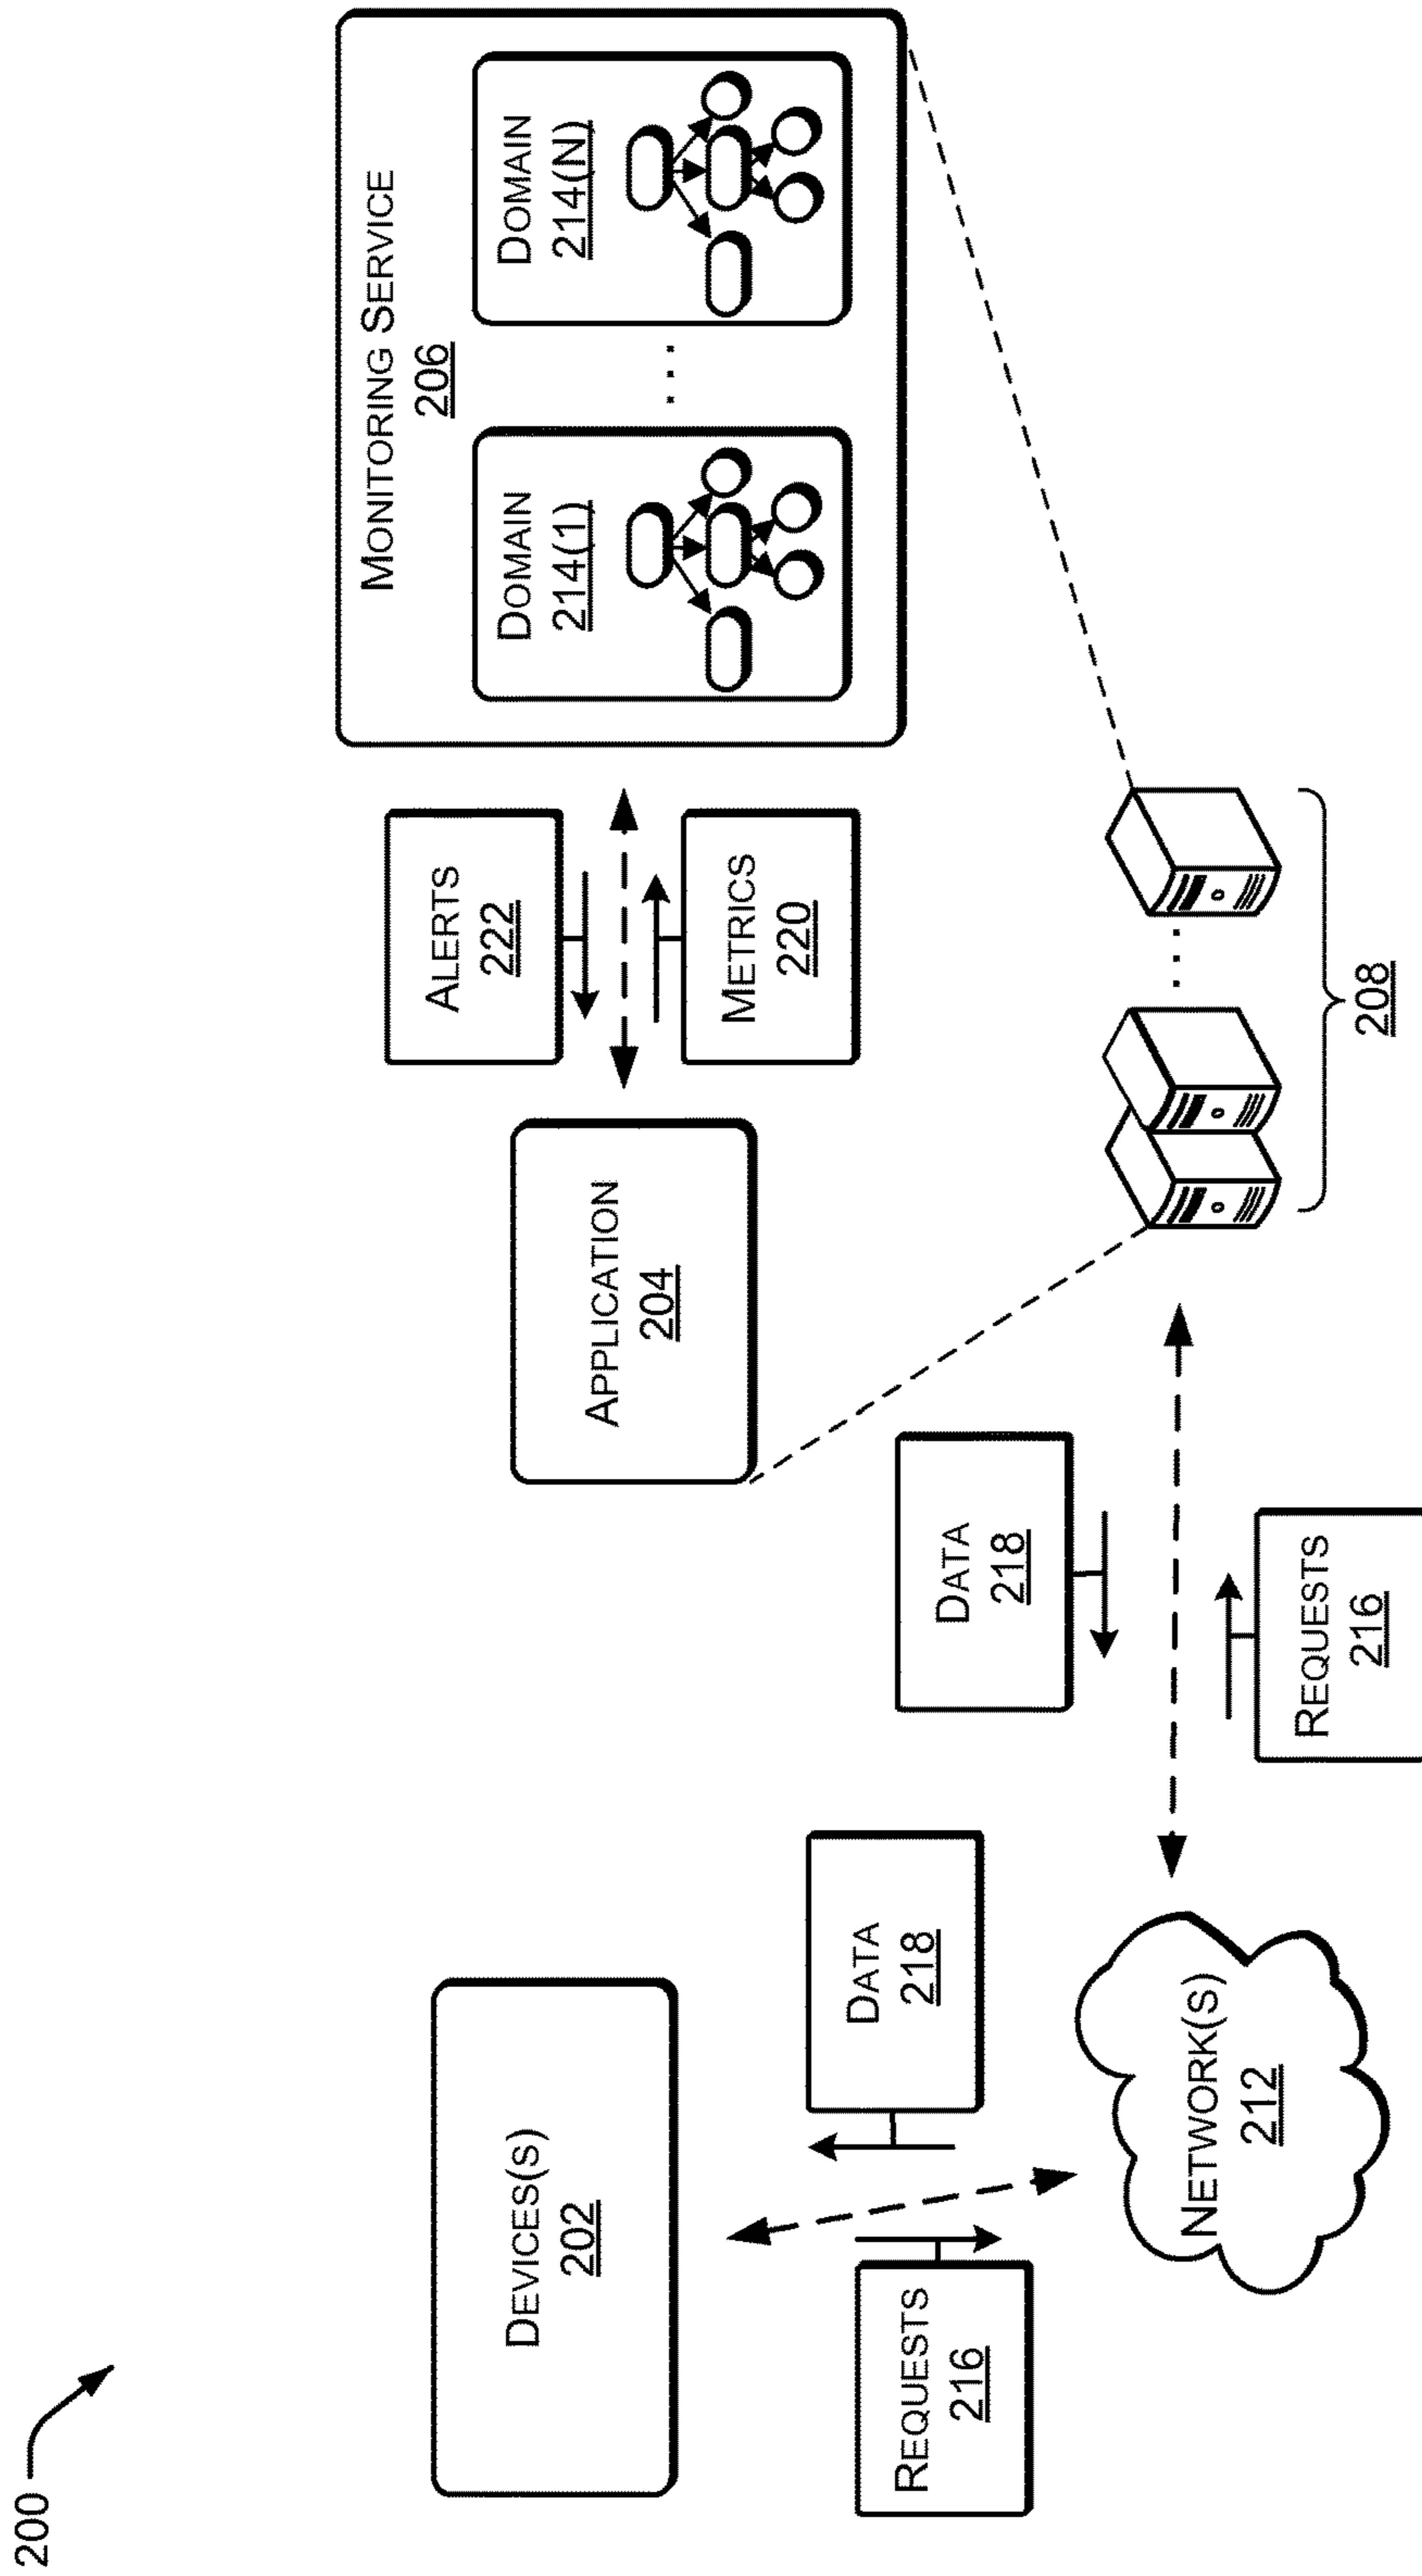 200
DEVICES(S)
202
REQUESTS
216
DATA
218
NETWORK(S)
212
DATA
218
REQUESTS
216
APPLICATION
204
ALERTS
222
METRICS
220
MONITORING SERVICE
206
DOMAIN
214(1)
. . .
DOMAIN
214(N)
. . .
208